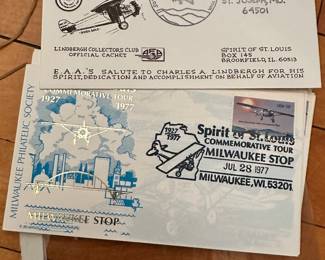 ST. JOSEPH, MO.
64501
LINDBERGH COLLECTORS CLUB
OFFICIAL CACHET
SPIRIT OF ST. LOUIS
BOX 145
BROOKFIELD, IL. 60513
E.A.A.'S SALUTE TO CHARLES A. LINDBERGH FOR HIS
SPIRIT, DEDICATION AND ACCOMPLISHMENT ON BEHALF OF AVIATION
MILWAUKEE PHILATELIC SOCIETY
COMMEMORATIVE TOUR
1927 1977
MILWAUKEE STOP
1927-
1977
Spirit of St. Louis
COMMEMORATIVE TOUR
MILWAUKEE STOP
JUL 28 1977
MILWAUKEE, WI. 53201